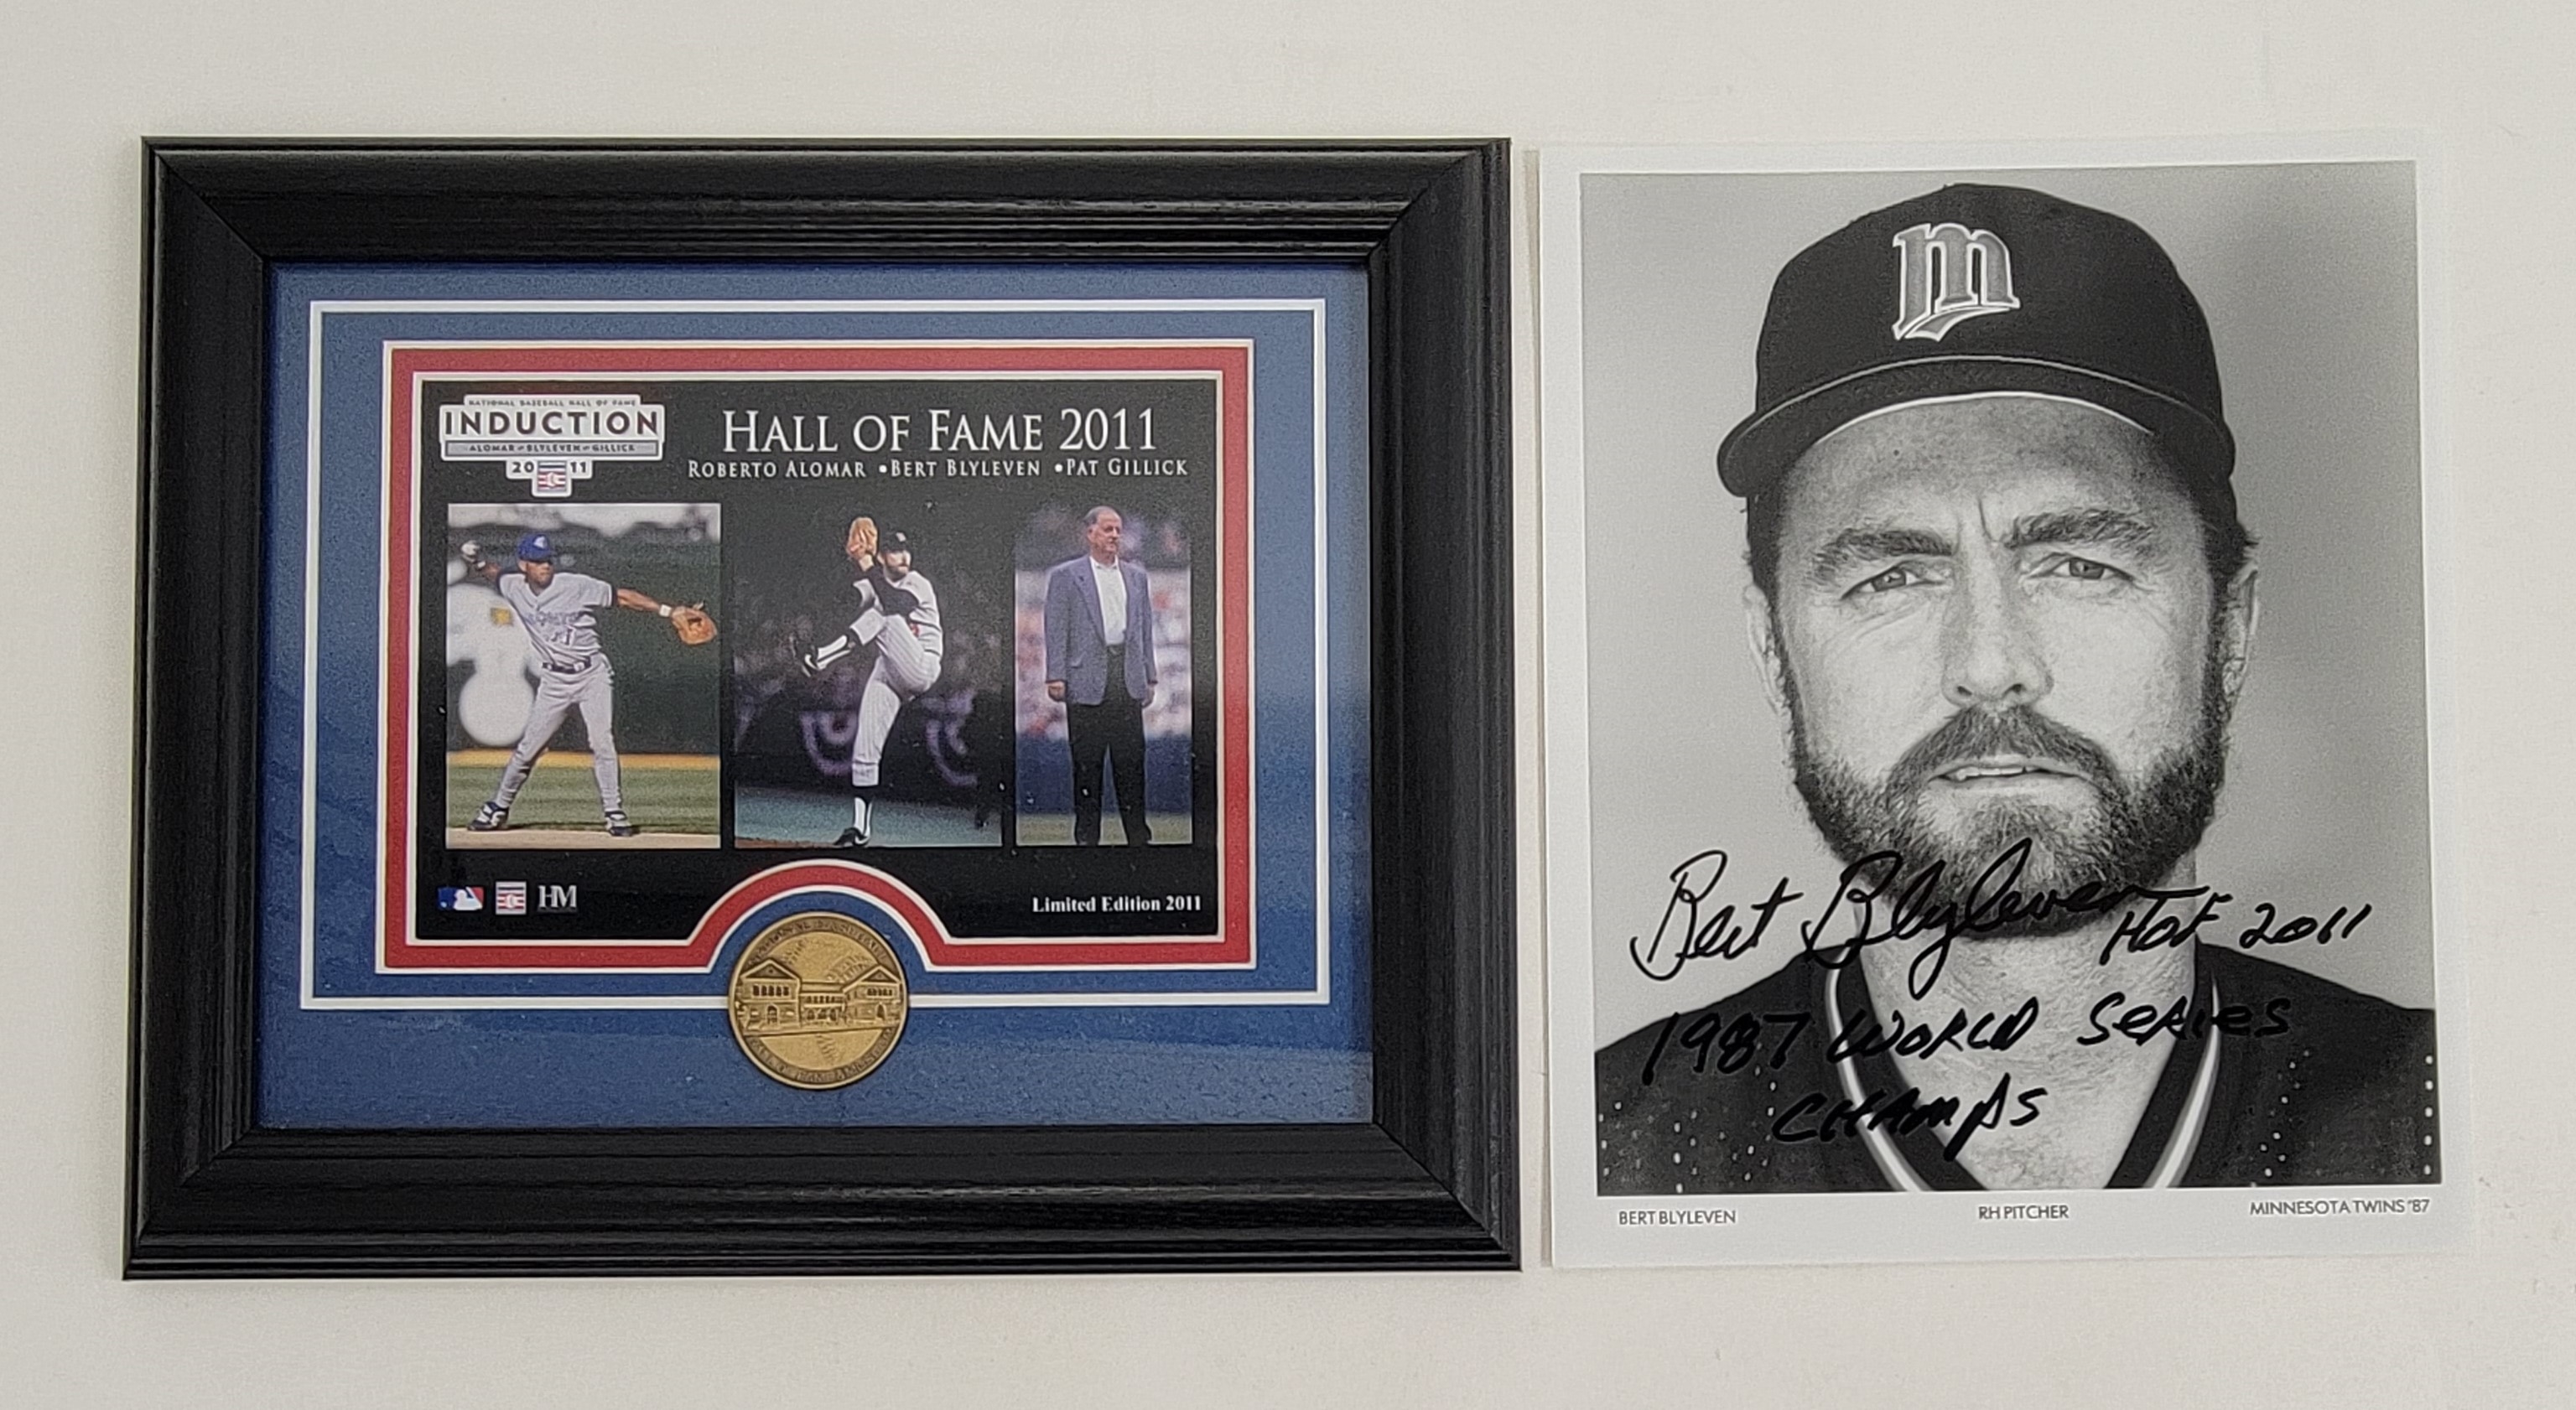 NATIONAL BASEBALL HALL OF FAME
INDUCTION
ALOMAR - BLYLEVEN - GILLICK
20 11
HALL OF FAME 2011
ROBERTO ALOMAR • BERT BLYLEVEN • PAT GILLICK
HM
Limited Edition 2011
m
Bert Blyleven HOF 2011
1987 WORLD SERIES
CHAMPS
BERT BLYLEVEN RH PITCHER MINNESOTA TWINS '87